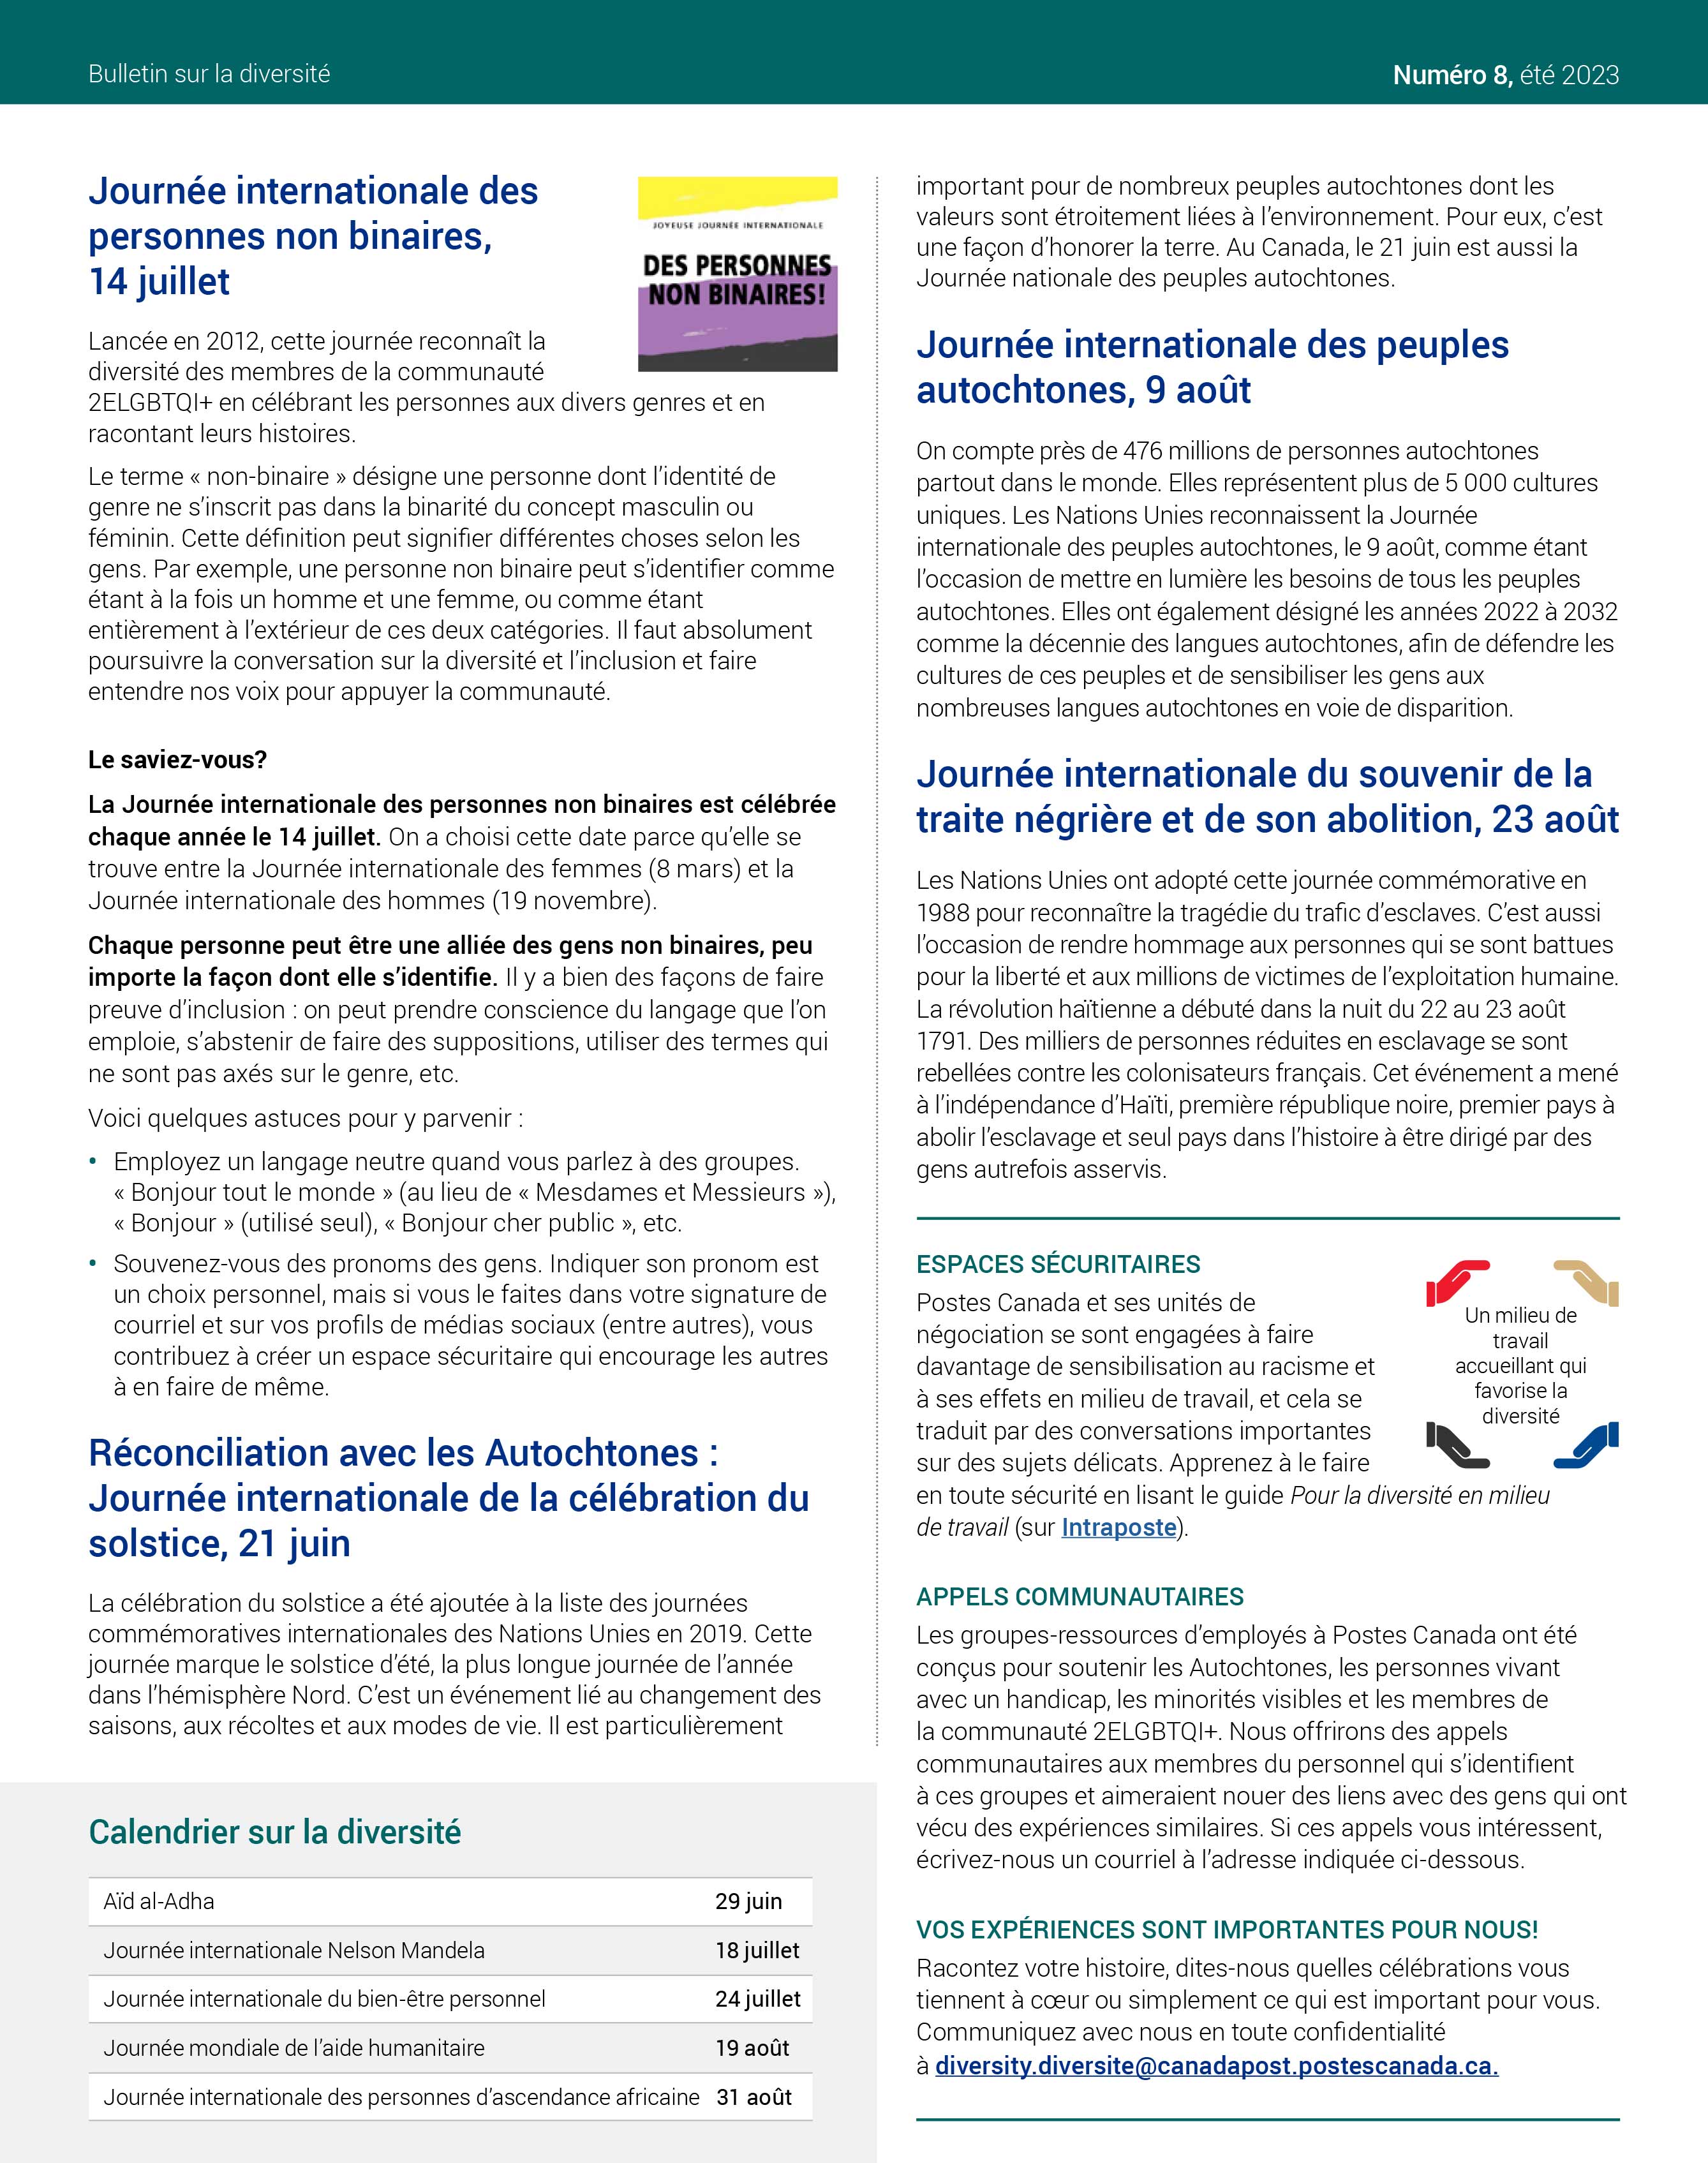 Bulletin sur la diversité
Numéro 8, été 2023
Journée internationale des
personnes non binaires,
14 juillet
JOYEUSE JOURNÉE INTERNATIONALE
DES PERSONNES
NON BINAIRES!
Lancée en 2012, cette journée reconnaît la
diversité des membres de la communauté
2ELGBTQI+ en célébrant les personnes aux divers genres et en
racontant leurs histoires.
Le terme « non-binaire » désigne une personne dont l’identité de
genre ne s’inscrit pas dans la binarité du concept masculin ou
féminin. Cette définition peut signifier différentes choses selon les
gens. Par exemple, une personne non binaire peut s’identifier comme
étant à la fois un homme et une femme, ou comme étant
entièrement à l’extérieur de ces deux catégories. Il faut absolument
poursuivre la conversation sur la diversité et l’inclusion et faire
entendre nos voix pour appuyer la communauté.
Le saviez-vous?
La Journée internationale des personnes non binaires est célébrée
chaque année le 14 juillet. On a choisi cette date parce qu’elle se
trouve entre la Journée internationale des femmes (8 mars) et la
Journée internationale des hommes (19 novembre).
Chaque personne peut être une alliée des gens non binaires, peu
importe la façon dont elle s’identifie. Il y a bien des façons de faire
preuve d’inclusion : on peut prendre conscience du langage que l’on
emploie, s’abstenir de faire des suppositions, utiliser des termes qui
ne sont pas axés sur le genre, etc.
Voici quelques astuces pour y parvenir :
• Employez un langage neutre quand vous parlez à des groupes.
« Bonjour tout le monde » (au lieu de « Mesdames et Messieurs »),
« Bonjour » (utilisé seul), « Bonjour cher public », etc.
• Souvenez-vous des pronoms des gens. Indiquer son pronom est
un choix personnel, mais si vous le faites dans votre signature de
courriel et sur vos profils de médias sociaux (entre autres), vous
contribuez à créer un espace sécuritaire qui encourage les autres
à en faire de même.
Réconciliation avec les Autochtones :
Journée internationale de la célébration du
solstice, 21 juin
La célébration du solstice a été ajoutée à la liste des journées
commémoratives internationales des Nations Unies en 2019. Cette
journée marque le solstice d’été, la plus longue journée de l’année
dans l’hémisphère Nord. C’est un événement lié au changement des
saisons, aux récoltes et aux modes de vie. Il est particulièrement
important pour de nombreux peuples autochtones dont les
valeurs sont étroitement liées à l’environnement. Pour eux, c’est
une façon d’honorer la terre. Au Canada, le 21 juin est aussi la
Journée nationale des peuples autochtones.
Journée internationale des peuples
autochtones, 9 août
On compte près de 476 millions de personnes autochtones
partout dans le monde. Elles représentent plus de 5 000 cultures
uniques. Les Nations Unies reconnaissent la Journée
internationale des peuples autochtones, le 9 août, comme étant
l’occasion de mettre en lumière les besoins de tous les peuples
autochtones. Elles ont également désigné les années 2022 à 2032
comme la décennie des langues autochtones, afin de défendre les
cultures de ces peuples et de sensibiliser les gens aux
nombreuses langues autochtones en voie de disparition.
Journée internationale du souvenir de la
traite négrière et de son abolition, 23 août
Les Nations Unies ont adopté cette journée commémorative en
1988 pour reconnaître la tragédie du trafic d’esclaves. C’est aussi
l’occasion de rendre hommage aux personnes qui se sont battues
pour la liberté et aux millions de victimes de l’exploitation humaine.
La révolution haïtienne a débuté dans la nuit du 22 au 23 août
1791. Des milliers de personnes réduites en esclavage se sont
rebellées contre les colonisateurs français. Cet événement a mené
à l’indépendance d’Haïti, première république noire, premier pays à
abolir l’esclavage et seul pays dans l’histoire à être dirigé par des
gens autrefois asservis.
ESPACES SÉCURITAIRES
Postes Canada et ses unités de
négociation se sont engagées à faire
davantage de sensibilisation au racisme et
à ses effets en milieu de travail, et cela se
traduit par des conversations importantes
sur des sujets délicats. Apprenez à le faire
en toute sécurité en lisant le guide Pour la diversité en milieu
de travail (sur Intraposte).
Un milieu de
travail
accueillant qui
favorise la
diversité
APPELS COMMUNAUTAIRES
Les groupes-ressources d’employés à Postes Canada ont été
conçus pour soutenir les Autochtones, les personnes vivant
avec un handicap, les minorités visibles et les membres de
la communauté 2ELGBTQI+. Nous offrirons des appels
communautaires aux membres du personnel qui s’identifient
à ces groupes et aimeraient nouer des liens avec des gens qui ont
vécu des expériences similaires. Si ces appels vous intéressent,
écrivez-nous un courriel à l’adresse indiquée ci-dessous.
VOS EXPÉRIENCES SONT IMPORTANTES POUR NOUS!
Racontez votre histoire, dites-nous quelles célébrations vous
tiennent à cœur ou simplement ce qui est important pour vous.
Communiquez avec nous en toute confidentialité
à diversity.diversite@canadapost.postescanada.ca.
Calendrier sur la diversité
Aïd al-Adha 29 juin
Journée internationale Nelson Mandela 18 juillet
Journée internationale du bien-être personnel 24 juillet
Journée mondiale de l’aide humanitaire 19 août
Journée internationale des personnes d’ascendance africaine 31 août